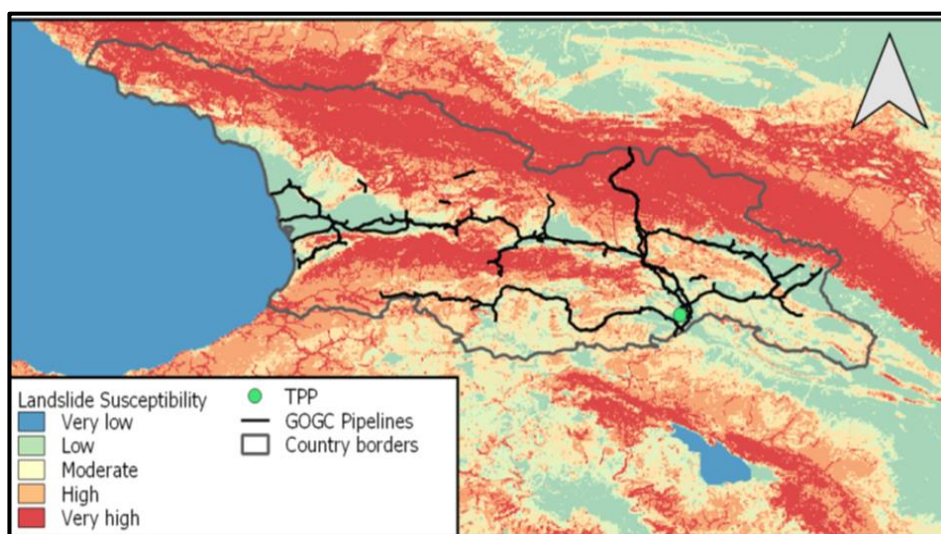 Landslide Susceptibility
Very low
Low
Moderate
High
Very high
TPP
GOGC Pipelines
Country borders